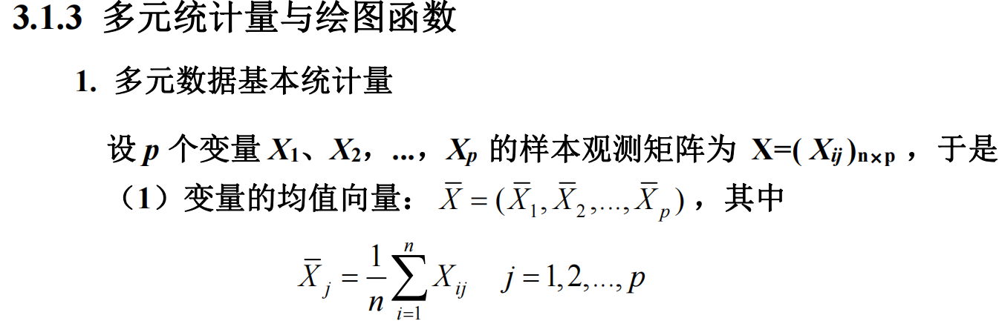 3.1.3 多元统计量与绘图函数
1. 多元数据基本统计量
设 p 个变量 X₁、X₂，...，Xₚ 的样本观测矩阵为 X=( Xᵢⱼ )ₙ×ₚ ，于是
（1）变量的均值向量： X̅ = (X̅₁, X̅₂,..., X̅ₚ) ，其中
X̅ⱼ = 1/n ∑ᵢ₌₁ⁿ Xᵢⱼ j = 1,2,..., p